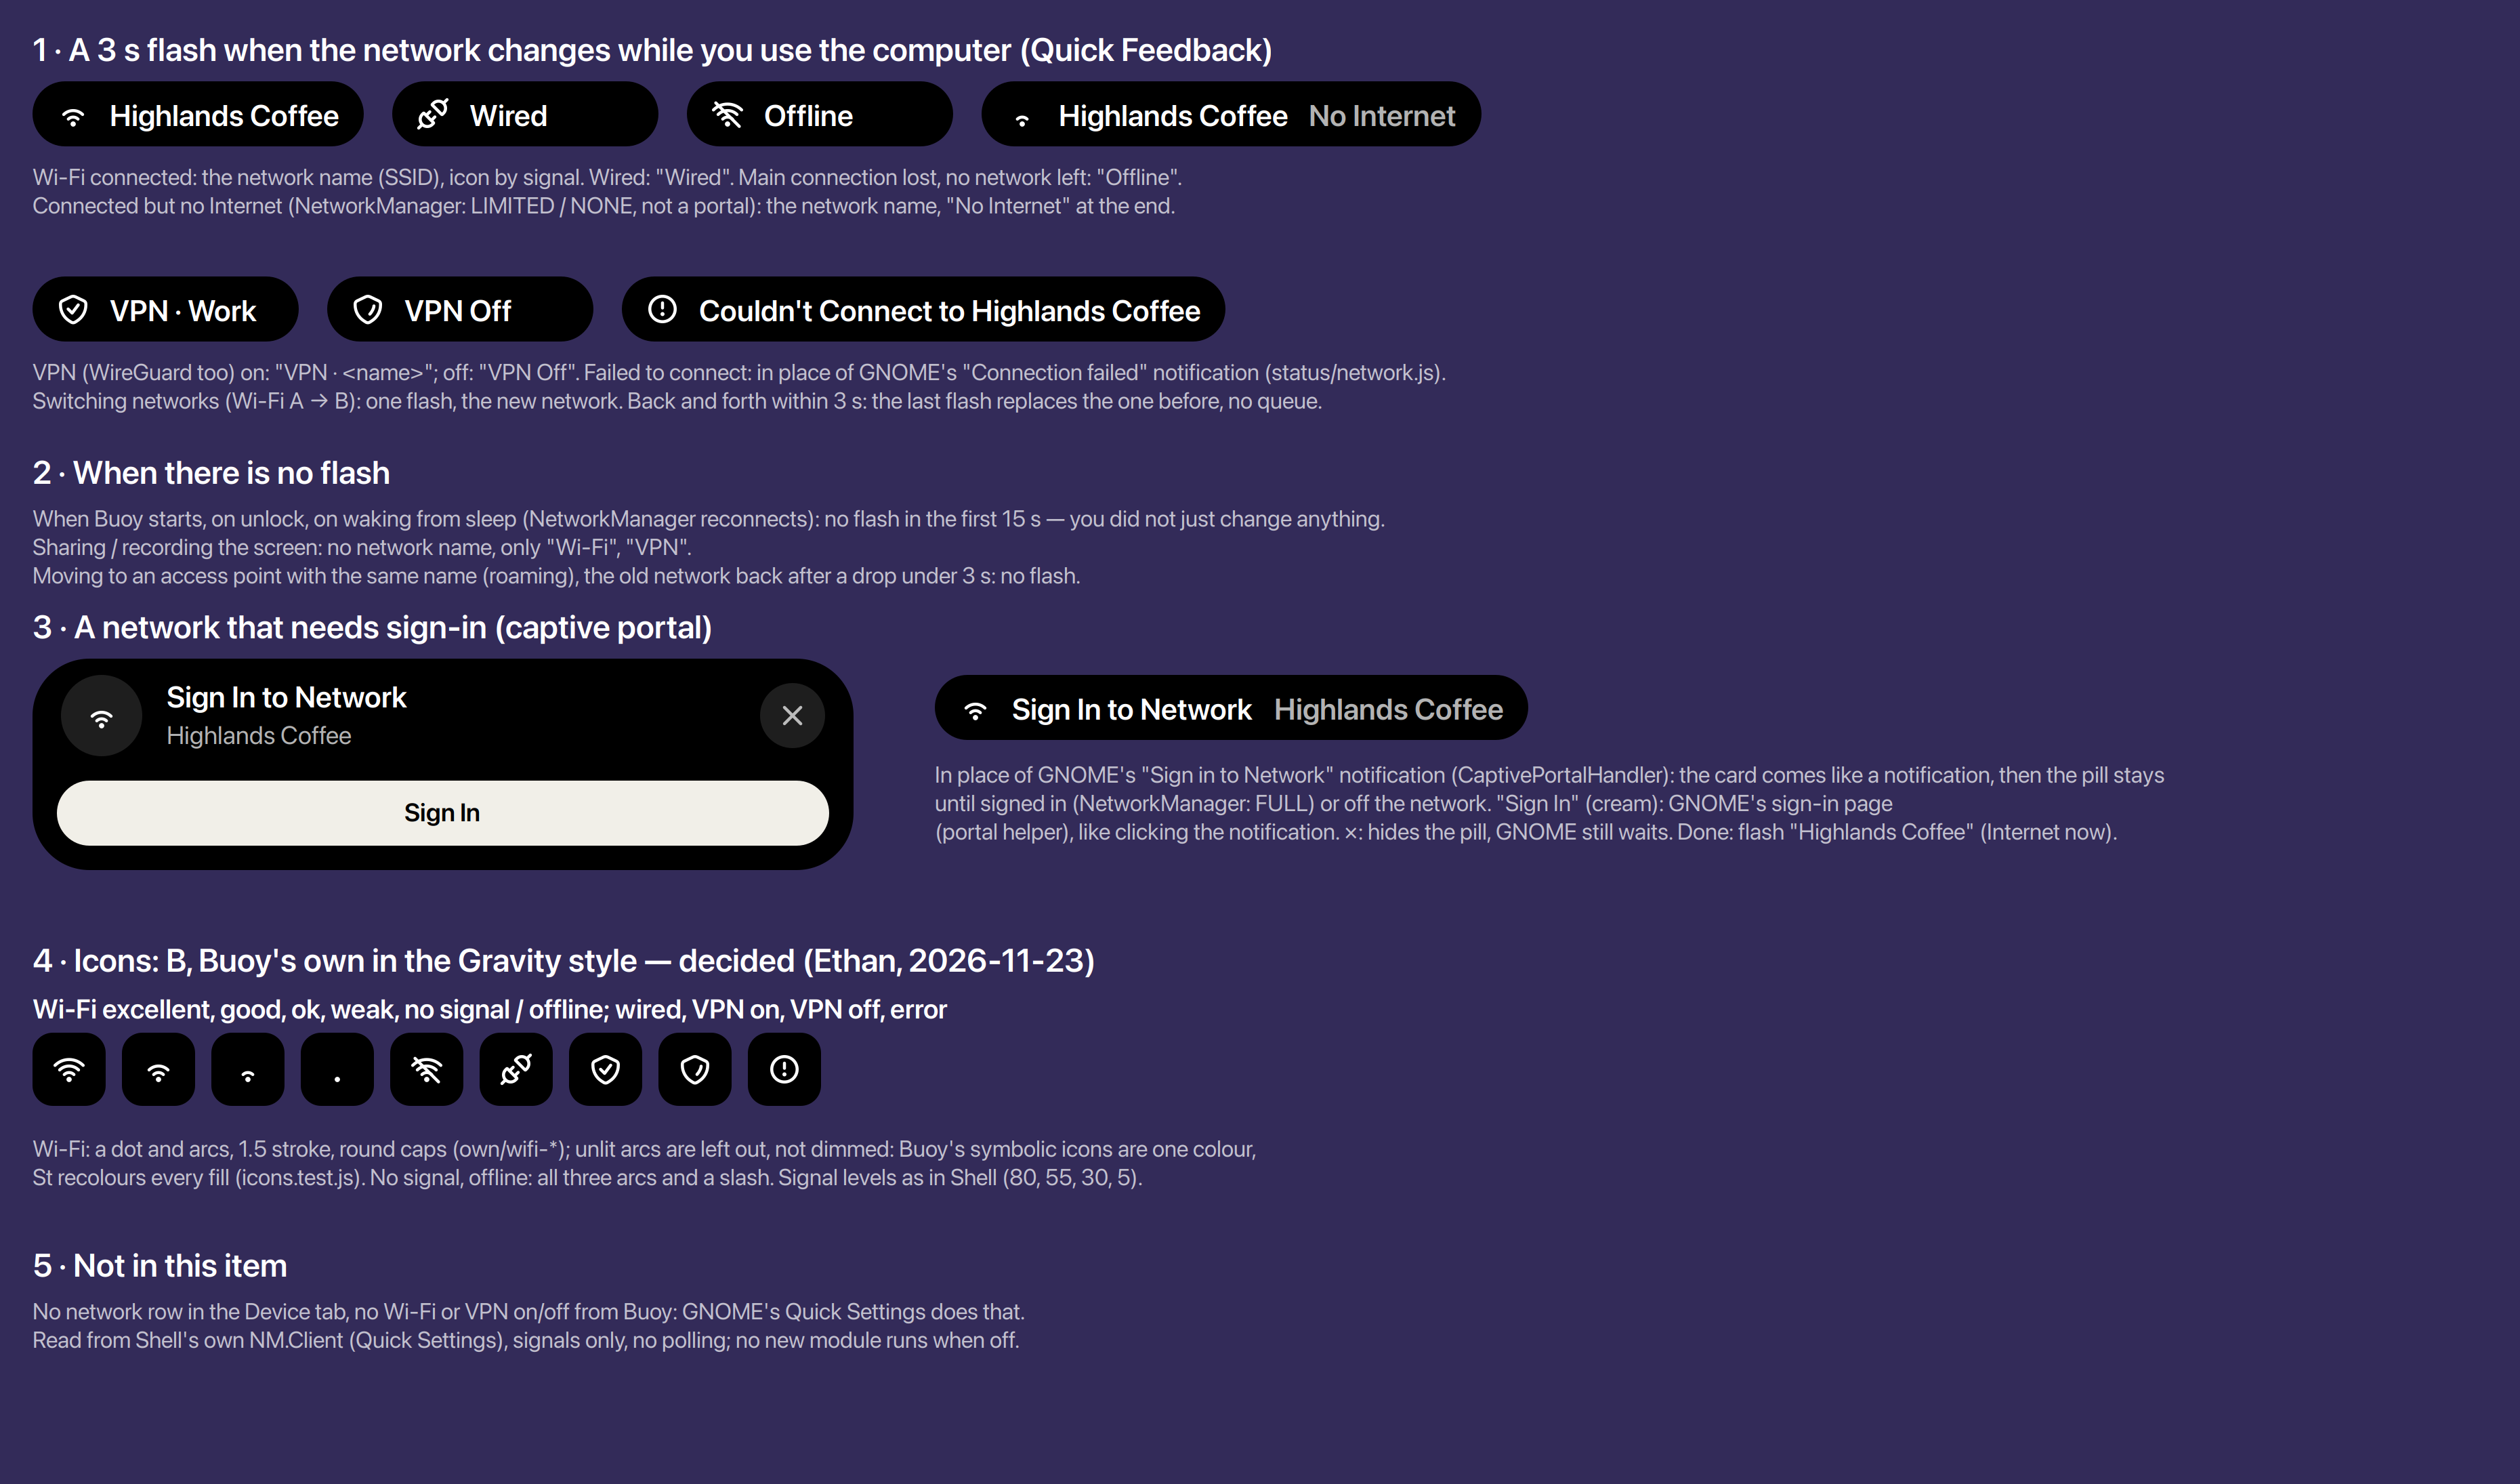 1 · A 3 s flash when the network changes while you use the computer (Quick Feedback)
Highlands Coffee
Wired
Offline
Highlands Coffee No Internet
Wi-Fi connected: the network name (SSID), icon by signal. Wired: "Wired". Main connection lost, no network left: "Offline".
Connected but no Internet (NetworkManager: LIMITED / NONE, not a portal): the network name, "No Internet" at the end.
VPN · Work
VPN Off
Couldn't Connect to Highlands Coffee
VPN (WireGuard too) on: "VPN · <name>"; off: "VPN Off". Failed to connect: in place of GNOME's "Connection failed" notification (status/network.js).
Switching networks (Wi-Fi A → B): one flash, the new network. Back and forth within 3 s: the last flash replaces the one before, no queue.
2 · When there is no flash
When Buoy starts, on unlock, on waking from sleep (NetworkManager reconnects): no flash in the first 15 s — you did not just change anything.
Sharing / recording the screen: no network name, only "Wi-Fi", "VPN".
Moving to an access point with the same name (roaming), the old network back after a drop under 3 s: no flash.
3 · A network that needs sign-in (captive portal)
Sign In to Network
Highlands Coffee
Sign In
Sign In to Network Highlands Coffee
In place of GNOME's "Sign in to Network" notification (CaptivePortalHandler): the card comes like a notification, then the pill stays
until signed in (NetworkManager: FULL) or off the network. "Sign In" (cream): GNOME's sign-in page
(portal helper), like clicking the notification. ×: hides the pill, GNOME still waits. Done: flash "Highlands Coffee" (Internet now).
4 · Icons: B, Buoy's own in the Gravity style — decided (Ethan, 2026-11-23)
Wi-Fi excellent, good, ok, weak, no signal / offline; wired, VPN on, VPN off, error
Wi-Fi: a dot and arcs, 1.5 stroke, round caps (own/wifi-*); unlit arcs are left out, not dimmed: Buoy's symbolic icons are one colour,
St recolours every fill (icons.test.js). No signal, offline: all three arcs and a slash. Signal levels as in Shell (80, 55, 30, 5).
5 · Not in this item
No network row in the Device tab, no Wi-Fi or VPN on/off from Buoy: GNOME's Quick Settings does that.
Read from Shell's own NM.Client (Quick Settings), signals only, no polling; no new module runs when off.